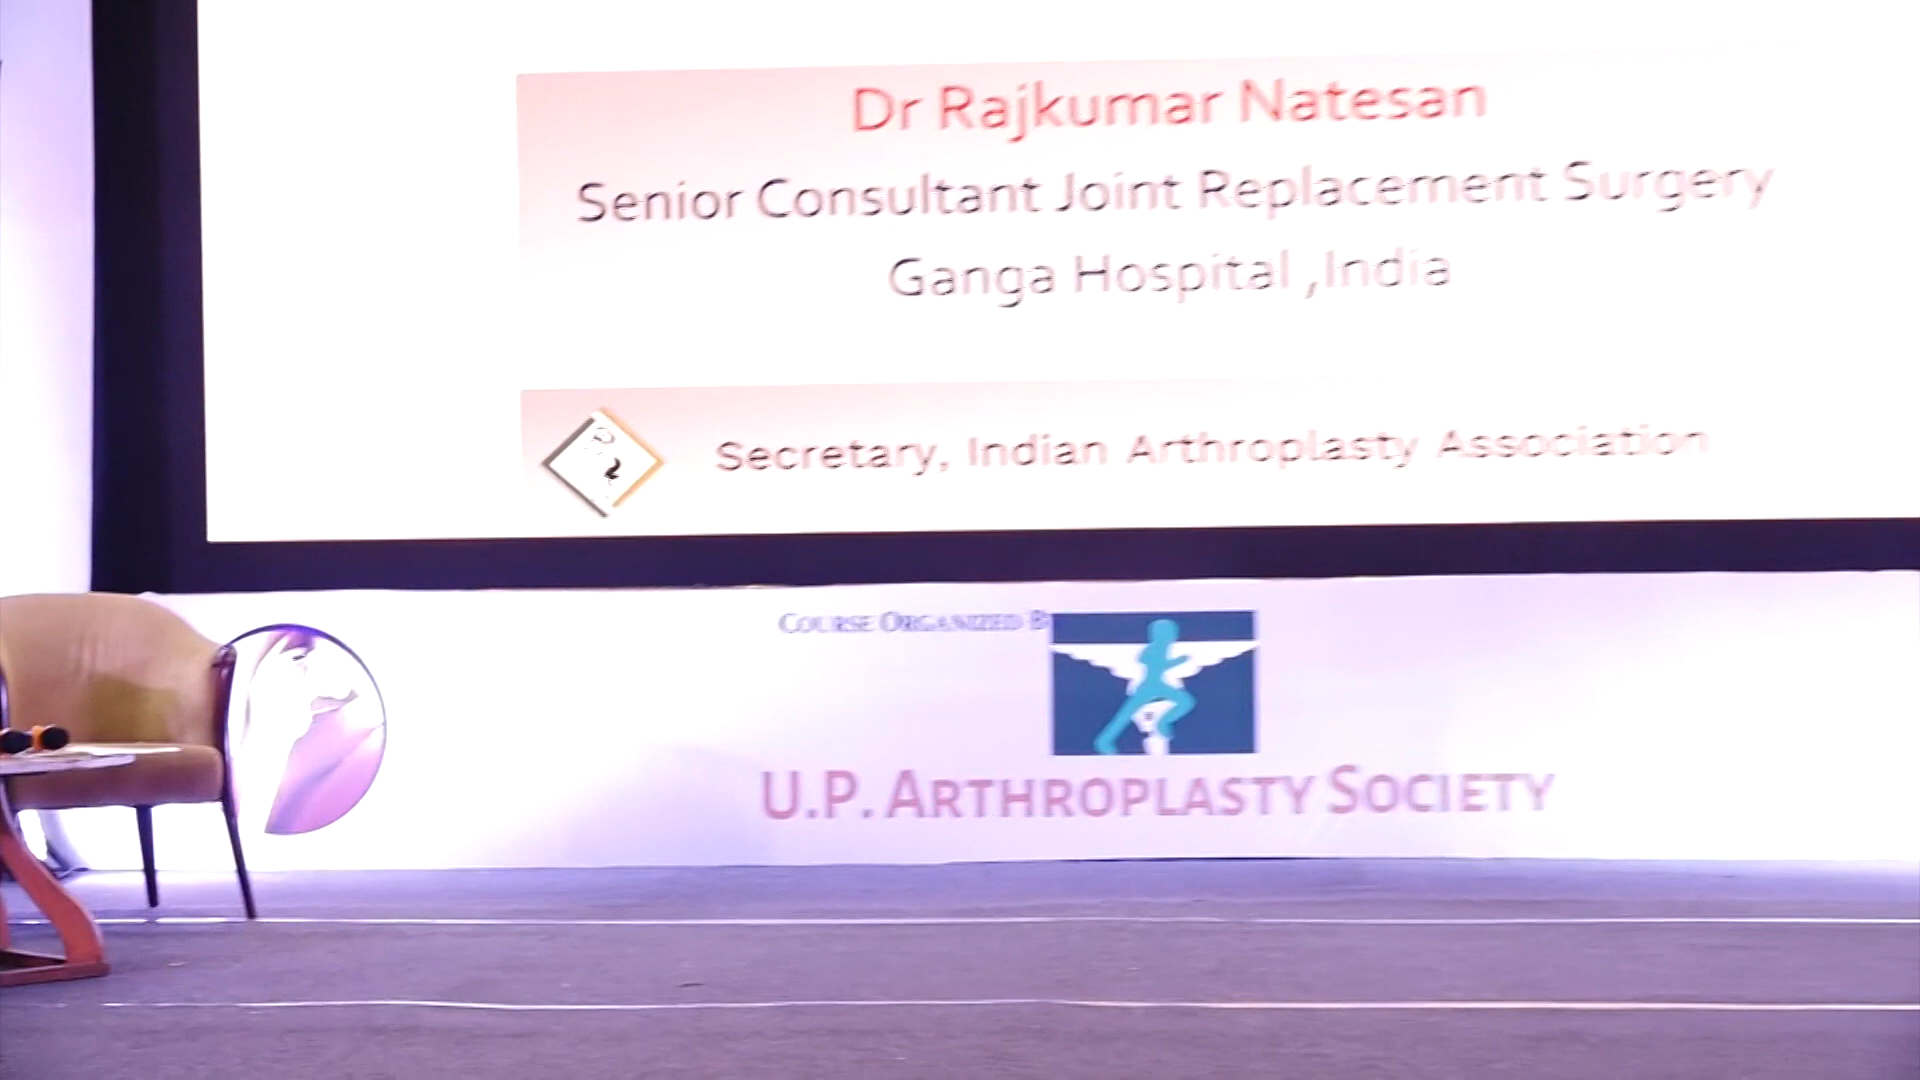 Dr Rajkumar Natesan
Senior Consultant Joint Replacement Surgery
Ganga Hospital ,India
Secretary, Indian Arthroplasty Association
COURSE ORGANIZED B
U.P. ARTHROPLASTY SOCIETY